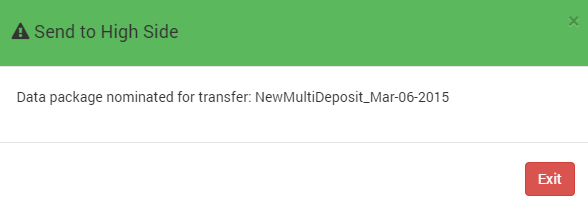 Send to High Side
×
Data package nominated for transfer: NewMultiDeposit_Mar-06-2015
Exit